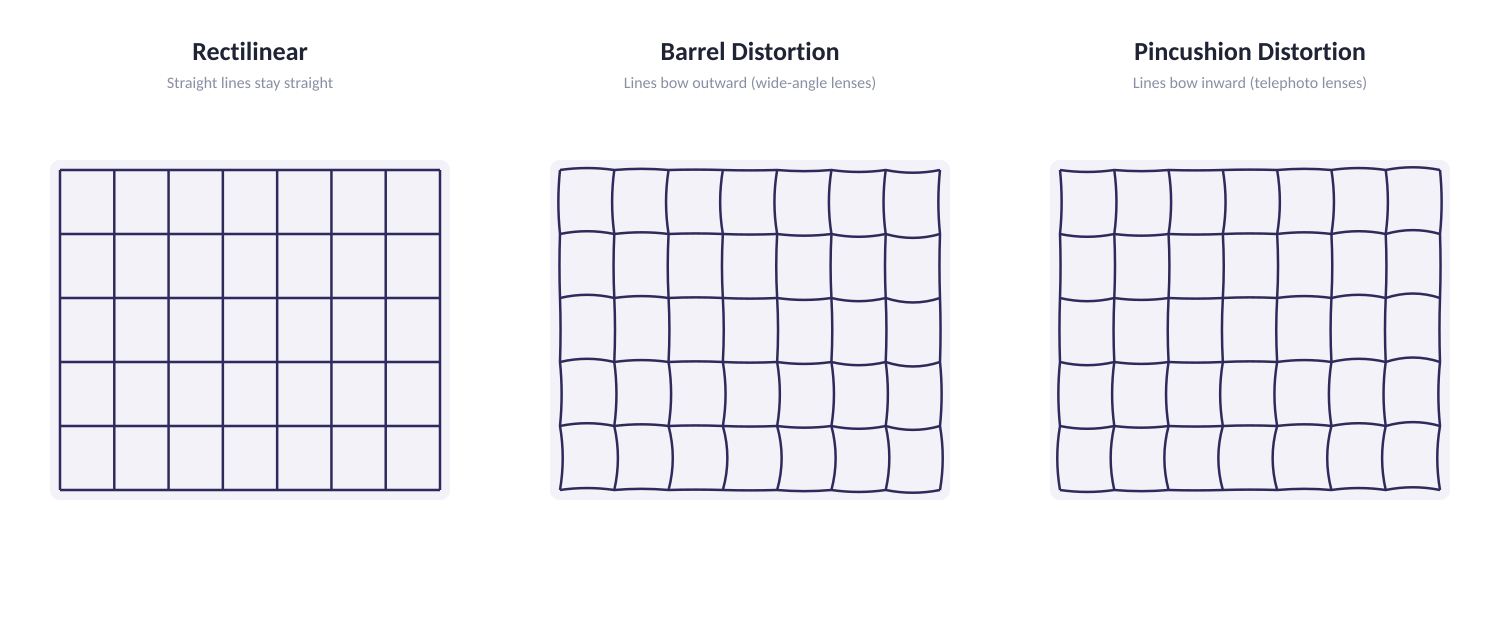 Rectilinear
Straight lines stay straight
Barrel Distortion
Lines bow outward (wide-angle lenses)
Pincushion Distortion
Lines bow inward (telephoto lenses)